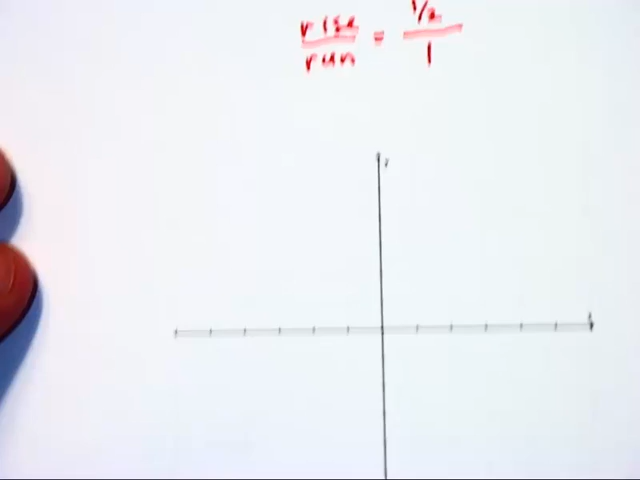 rise/run = 1/2/1
y